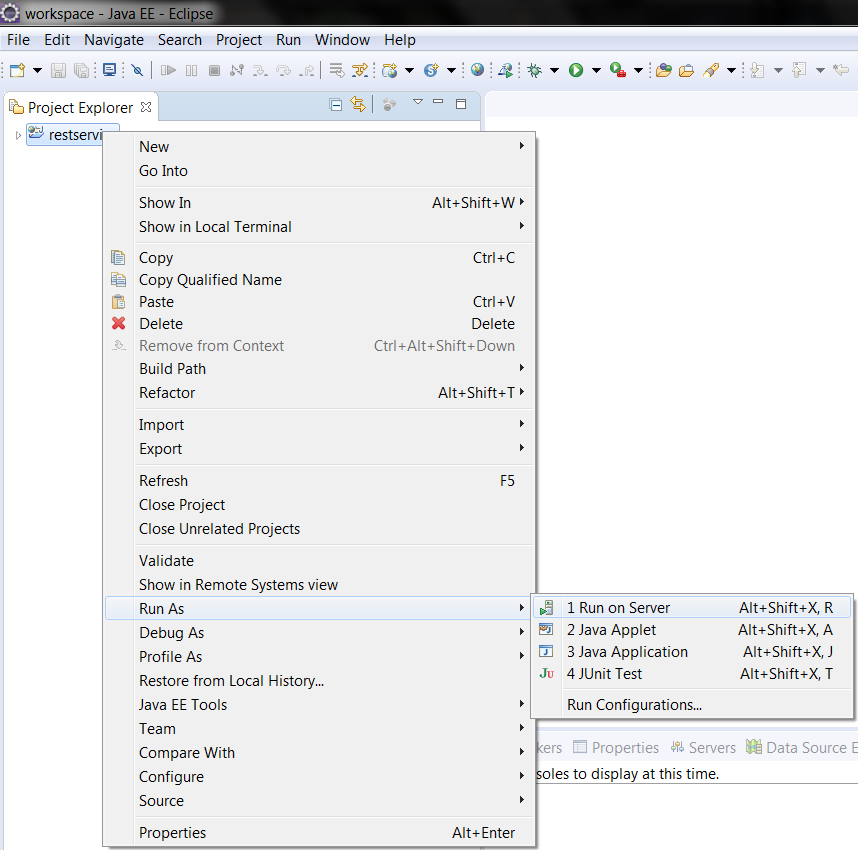 workspace - Java EE - Eclipse
File Edit Navigate Search Project Run Window Help
Project Explorer
restservi
New
Go Into
Show In Alt+Shift+W
Show in Local Terminal
Copy Ctrl+C
Copy Qualified Name
Paste Ctrl+V
Delete Delete
Remove from Context Ctrl+Alt+Shift+Down
Build Path
Refactor Alt+Shift+T
Import
Export
Refresh F5
Close Project
Close Unrelated Projects
Validate
Show in Remote Systems view
Run As
1 Run on Server Alt+Shift+X, R
2 Java Applet Alt+Shift+X, A
3 Java Application Alt+Shift+X, J
4 JUnit Test Alt+Shift+X, T
Run Configurations...
Debug As
Profile As
Restore from Local History...
Java EE Tools
Team
Compare With
Configure
Source
Properties Alt+Enter
kers Properties Servers Data Source E
soles to display at this time.